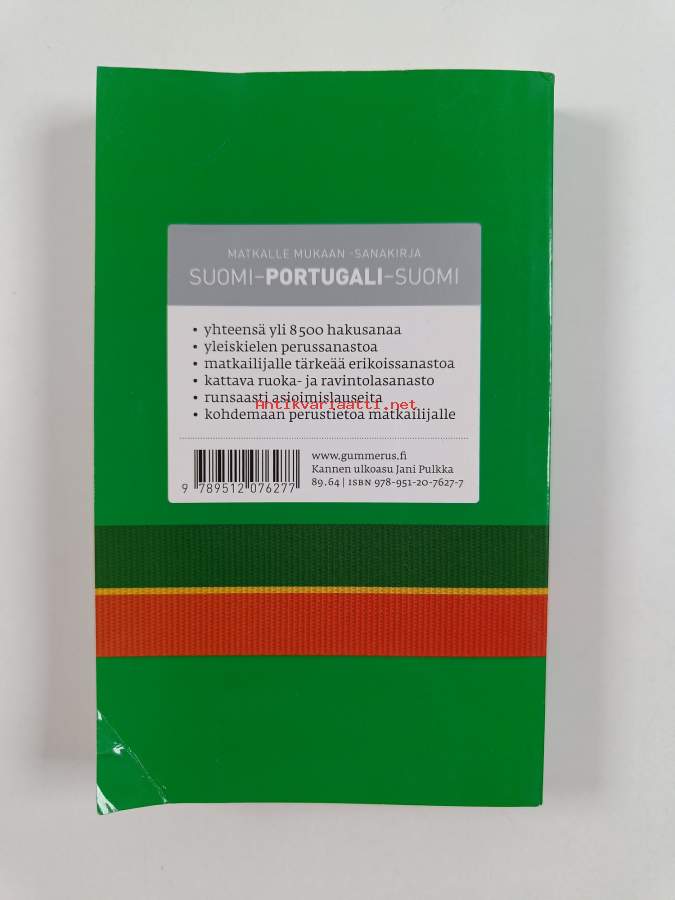 MATKALLE MUKAAN -SANAKIRJA
SUOMI–PORTUGALI–SUOMI
• yhteensä yli 8500 hakusanaa
• yleiskielen perussanastoa
• matkailijalle tärkeää erikoissanastoa
• kattava ruoka- ja ravintolasanasto
• runsaasti asioimislauseita
Antikvariaatti.net
• kohdemaan perustietoa matkailijalle
www.gummerus.fi
Kannen ulkoasu Jani Pulkka
89.64 | ISBN 978-951-20-7627-7
9 789512 076277